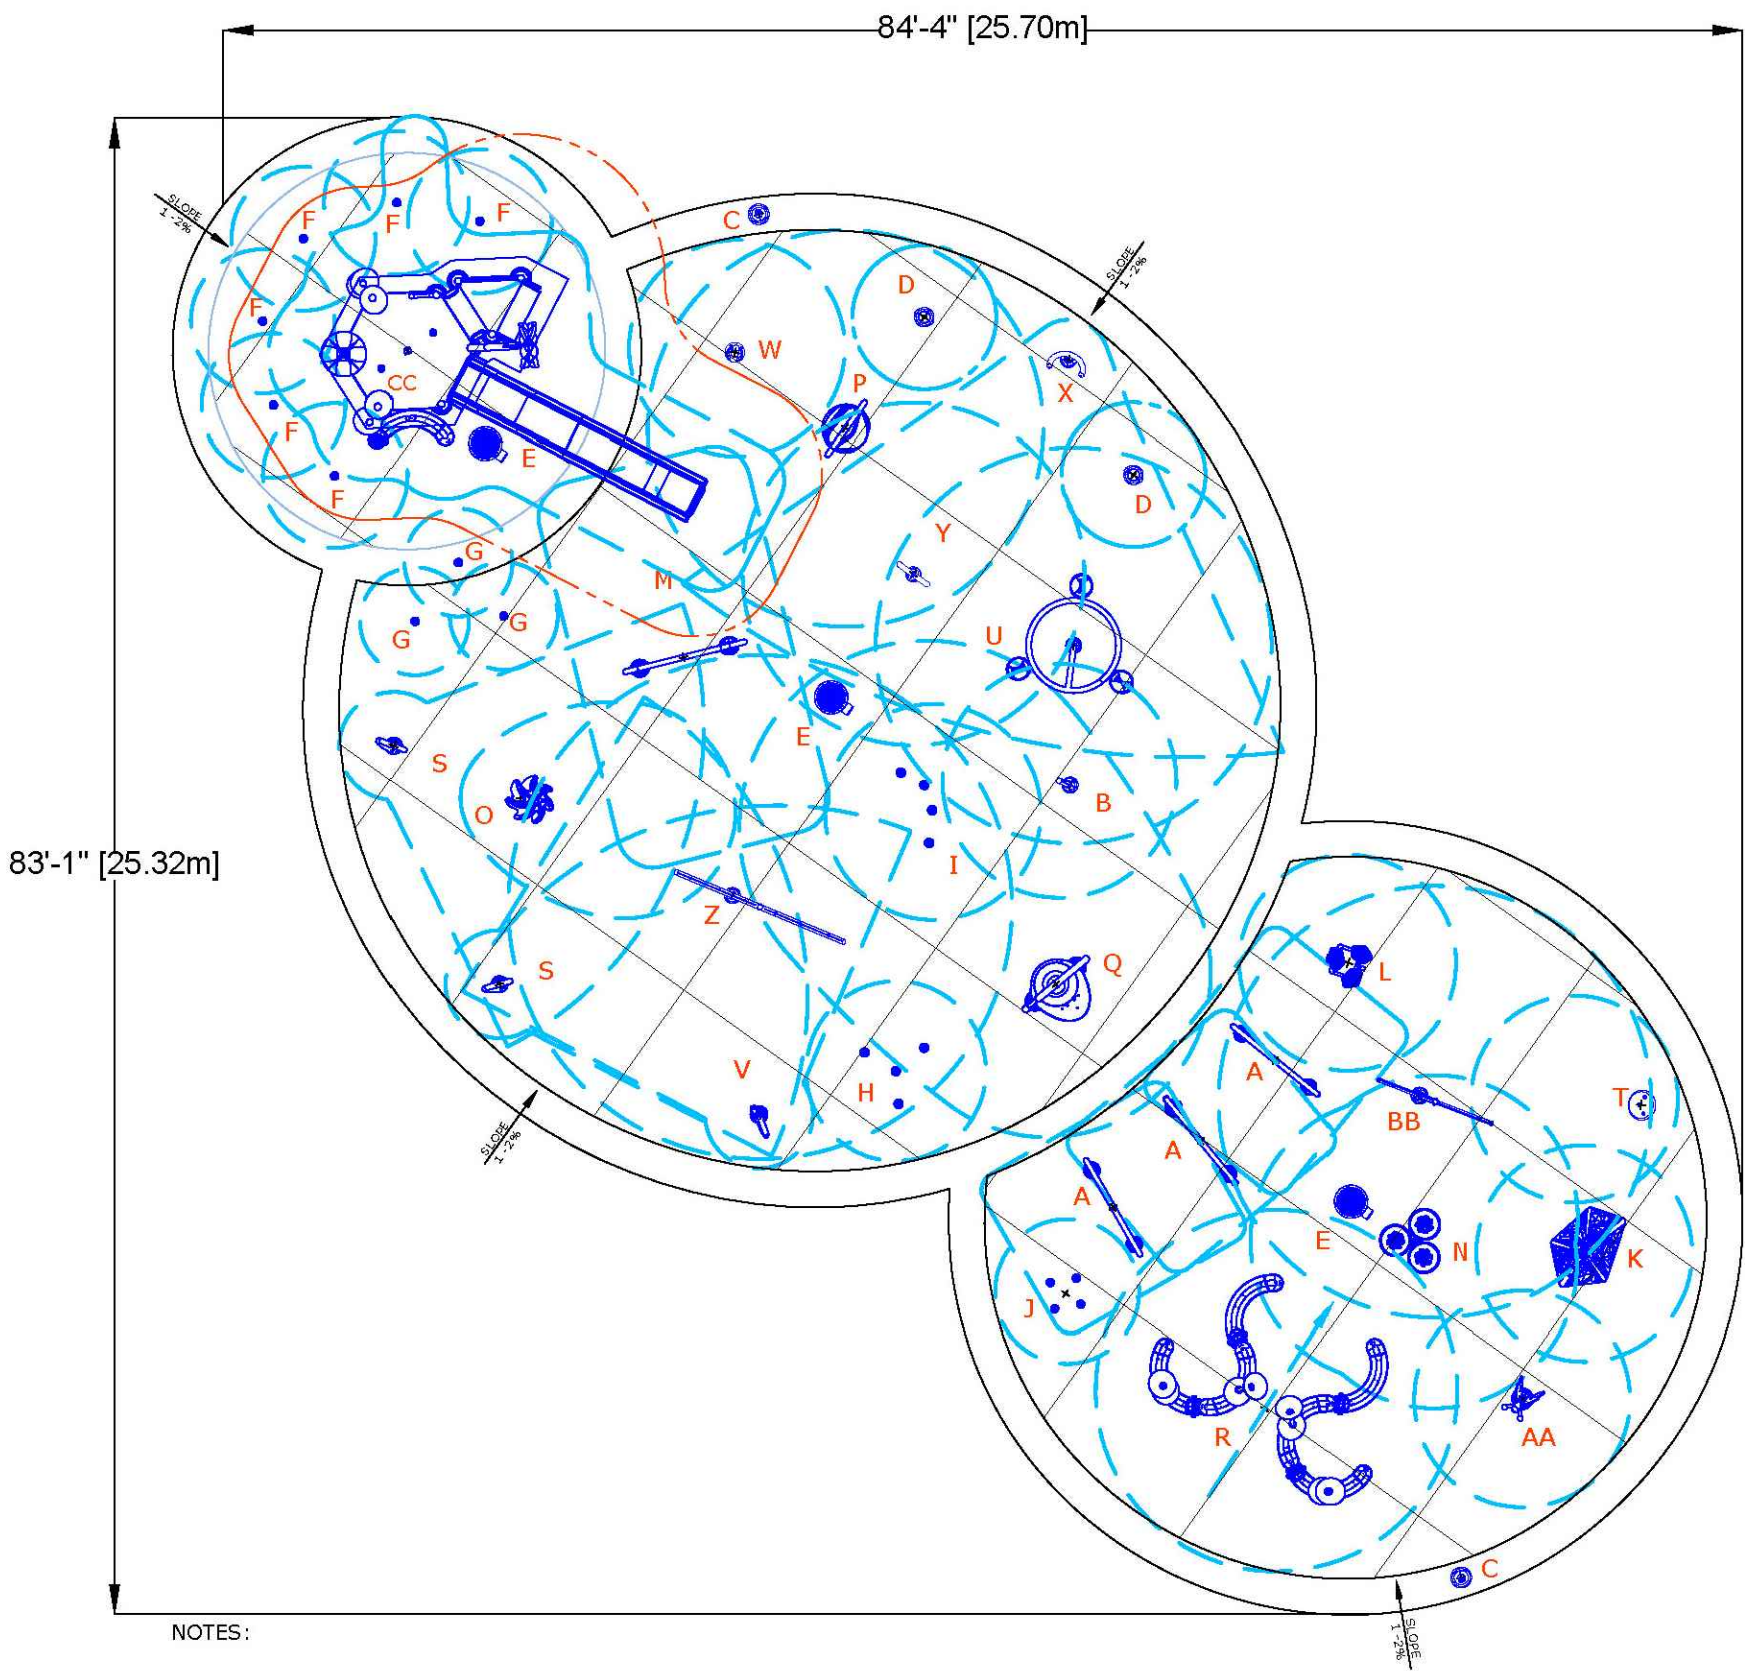 84'-4" [25.70m]
SLOPE
1 -2%
F
F
F
C
SLOPE
1 -2%
D
F
W
P
X
CC
F
E
D
F
Y
G
M
G
G
U
E
S
B
O
I
83'-1" [25.32m]
Z
Q
S
L
V
A
H
T
BB
A
SLOPE
1 -2%
A
E
N
K
J
R
AA
C
NOTES:
SLOPE
1 -2%